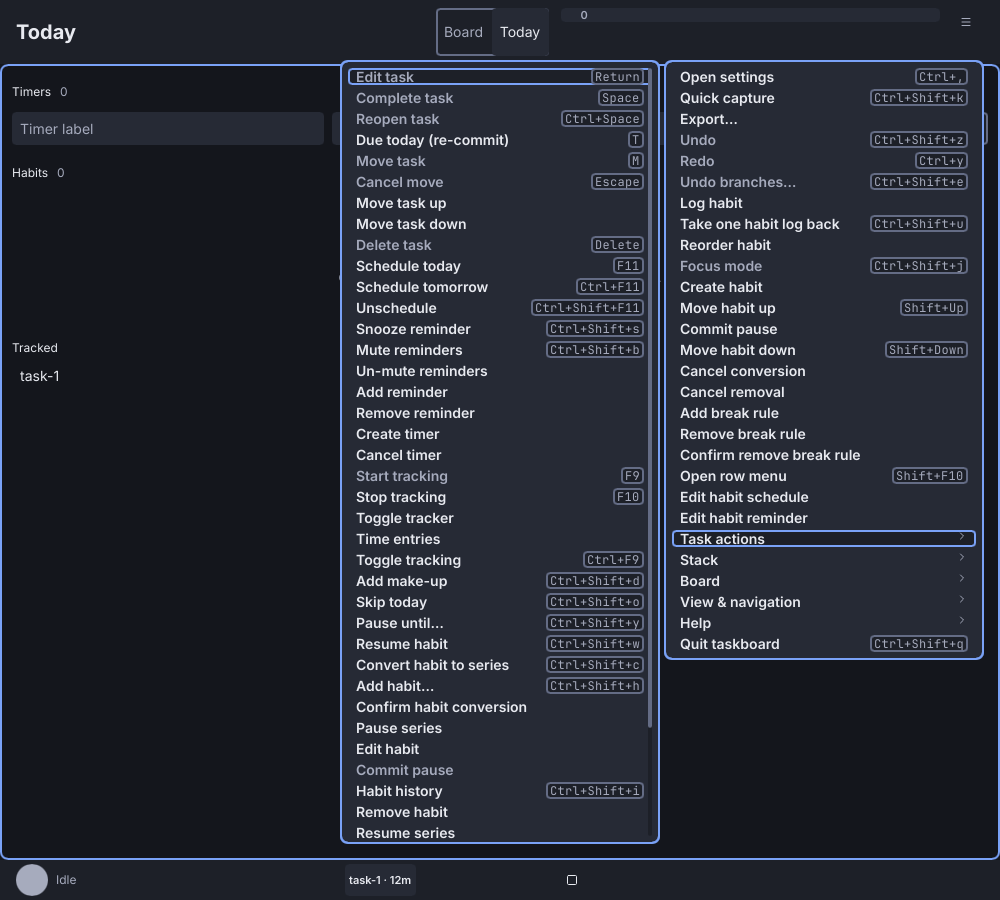 Today
Board
Today
0
☰
Timers 0
Timer label
Habits 0
Tracked
task-1
Edit task Return
Complete task Space
Reopen task Ctrl+Space
Due today (re-commit) T
Move task M
Cancel move Escape
Move task up
Move task down
Delete task Delete
Schedule today F11
Schedule tomorrow Ctrl+F11
Unschedule Ctrl+Shift+F11
Snooze reminder Ctrl+Shift+s
Mute reminders Ctrl+Shift+b
Un-mute reminders
Add reminder
Remove reminder
Create timer
Cancel timer
Start tracking F9
Stop tracking F10
Toggle tracker
Time entries
Toggle tracking Ctrl+F9
Add make-up Ctrl+Shift+d
Skip today Ctrl+Shift+o
Pause until... Ctrl+Shift+y
Resume habit Ctrl+Shift+w
Convert habit to series Ctrl+Shift+c
Add habit... Ctrl+Shift+h
Confirm habit conversion
Pause series
Edit habit
Commit pause
Habit history Ctrl+Shift+i
Remove habit
Resume series
Open settings Ctrl+,
Quick capture Ctrl+Shift+k
Export...
Undo Ctrl+Shift+z
Redo Ctrl+y
Undo branches... Ctrl+Shift+e
Log habit
Take one habit log back Ctrl+Shift+u
Reorder habit
Focus mode Ctrl+Shift+j
Create habit
Move habit up Shift+Up
Commit pause
Move habit down Shift+Down
Cancel conversion
Cancel removal
Add break rule
Remove break rule
Confirm remove break rule
Open row menu Shift+F10
Edit habit schedule
Edit habit reminder
Task actions
Stack
Board
View & navigation
Help
Quit taskboard Ctrl+Shift+q
Idle
task-1 · 12m